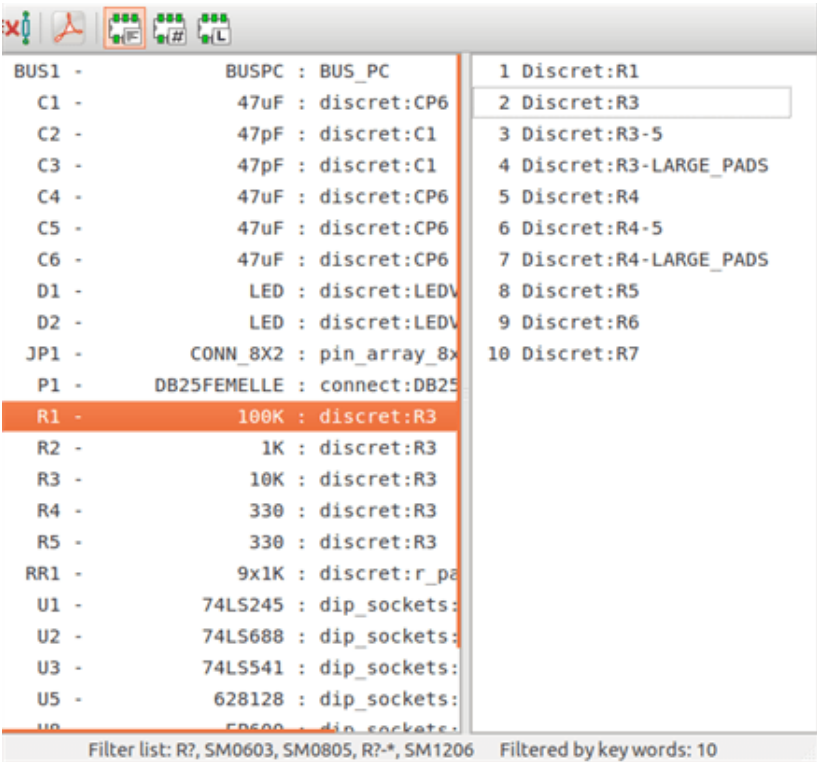 F # L
BUS1 - BUSPC : BUS_PC
C1 - 47uF : discret:CP6
C2 - 47pF : discret:C1
C3 - 47pF : discret:C1
C4 - 47uF : discret:CP6
C5 - 47uF : discret:CP6
C6 - 47uF : discret:CP6
D1 - LED : discret:LEDV
D2 - LED : discret:LEDV
JP1 - CONN_8X2 : pin_array_8x
P1 - DB25FEMELLE : connect:DB25
R1 - 100K : discret:R3
R2 - 1K : discret:R3
R3 - 10K : discret:R3
R4 - 330 : discret:R3
R5 - 330 : discret:R3
RR1 - 9x1K : discret:r_pa
U1 - 74LS245 : dip_sockets:
U2 - 74LS688 : dip_sockets:
U3 - 74LS541 : dip_sockets:
U5 - 628128 : dip_sockets:
U8 EP600 dip_sockets:
1 Discret:R1
2 Discret:R3
3 Discret:R3-5
4 Discret:R3-LARGE_PADS
5 Discret:R4
6 Discret:R4-5
7 Discret:R4-LARGE_PADS
8 Discret:R5
9 Discret:R6
10 Discret:R7
Filter list: R?, SM0603, SM0805, R?-*, SM1206 Filtered by key words: 10